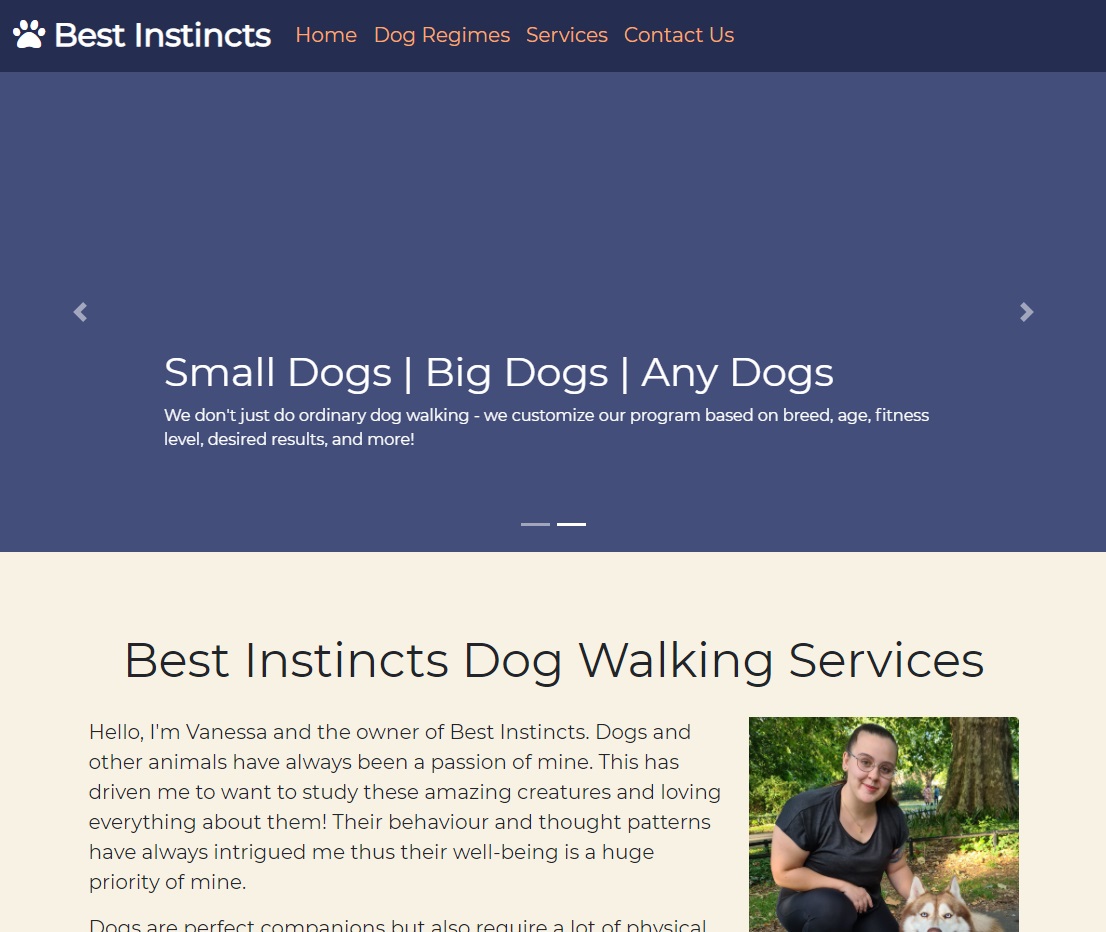 Best Instincts Home Dog Regimes Services Contact Us
Small Dogs | Big Dogs | Any Dogs
We don't just do ordinary dog walking - we customize our program based on breed, age, fitness
level, desired results, and more!
Best Instincts Dog Walking Services
Hello, I'm Vanessa and the owner of Best Instincts. Dogs and
other animals have always been a passion of mine. This has
driven me to want to study these amazing creatures and loving
everything about them! Their behaviour and thought patterns
have always intrigued me thus their well-being is a huge
priority of mine.
Dogs are perfect companions but also require a lot of physical